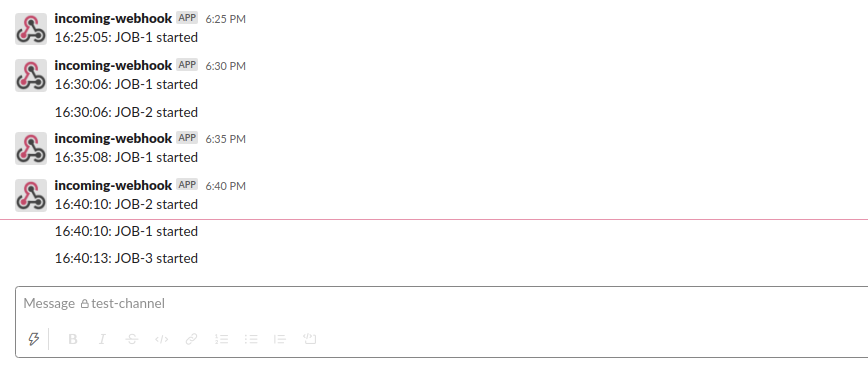 incoming-webhook APP 6:25 PM
16:25:05: JOB-1 started
incoming-webhook APP 6:30 PM
16:30:06: JOB-1 started
16:30:06: JOB-2 started
incoming-webhook APP 6:35 PM
16:35:08: JOB-1 started
incoming-webhook APP 6:40 PM
16:40:10: JOB-2 started
16:40:10: JOB-1 started
16:40:13: JOB-3 started
Message test-channel
B I S </>